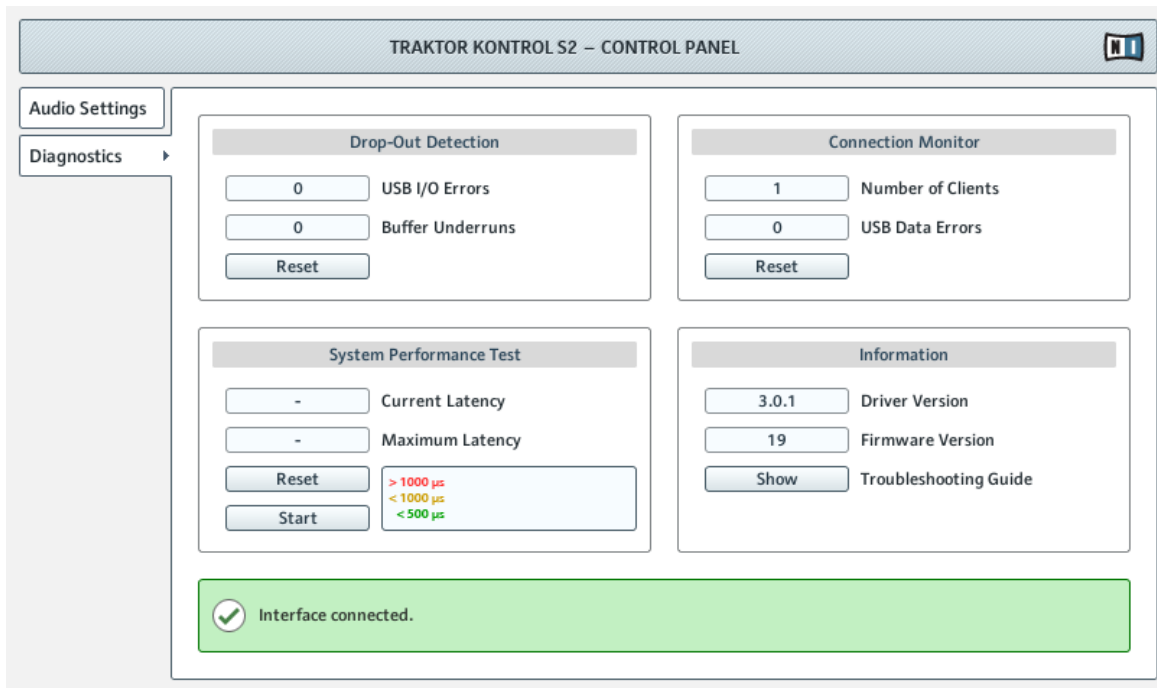 TRAKTOR KONTROL S2 – CONTROL PANEL
NI
Audio Settings
Diagnostics
Drop-Out Detection
0 USB I/O Errors
0 Buffer Underruns
Reset
Connection Monitor
1 Number of Clients
0 USB Data Errors
Reset
System Performance Test
- Current Latency
- Maximum Latency
Reset
Start
> 1000 µs
< 1000 µs
< 500 µs
Information
3.0.1 Driver Version
19 Firmware Version
Show Troubleshooting Guide
Interface connected.